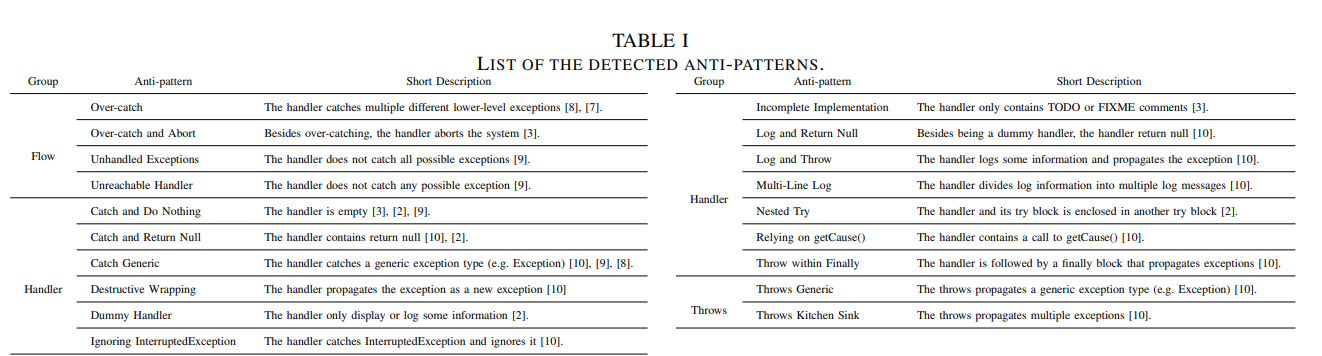 TABLE I
LIST OF THE DETECTED ANTI-PATTERNS.
Group Anti-pattern Short Description
Over-catch The handler catches multiple different lower-level exceptions [8], [7].
Over-catch and Abort Besides over-catching, the handler aborts the system [3].
Flow
Unhandled Exceptions The handler does not catch all possible exceptions [9].
Unreachable Handler The handler does not catch any possible exception [9].
Catch and Do Nothing The handler is empty [3], [2], [9].
Catch and Return Null The handler contains return null [10], [2].
Catch Generic The handler catches a generic exception type (e.g. Exception) [10], [9], [8].
Handler Destructive Wrapping The handler propagates the exception as a new exception [10]
Dummy Handler The handler only display or log some information [2].
Ignoring InterruptedException The handler catches InterruptedException and ignores it [10].
Group Anti-pattern Short Description
Incomplete Implementation The handler only contains TODO or FIXME comments [3].
Log and Return Null Besides being a dummy handler, the handler return null [10].
Log and Throw The handler logs some information and propagates the exception [10].
Multi-Line Log The handler divides log information into multiple log messages [10].
Handler
Nested Try The handler and its try block is enclosed in another try block [2].
Relying on getCause() The handler contains a call to getCause() [10].
Throw within Finally The handler is followed by a finally block that propagates exceptions [10].
Throws Generic The throws propagates a generic exception type (e.g. Exception) [10].
Throws
Throws Kitchen Sink The throws propagates multiple exceptions [10].